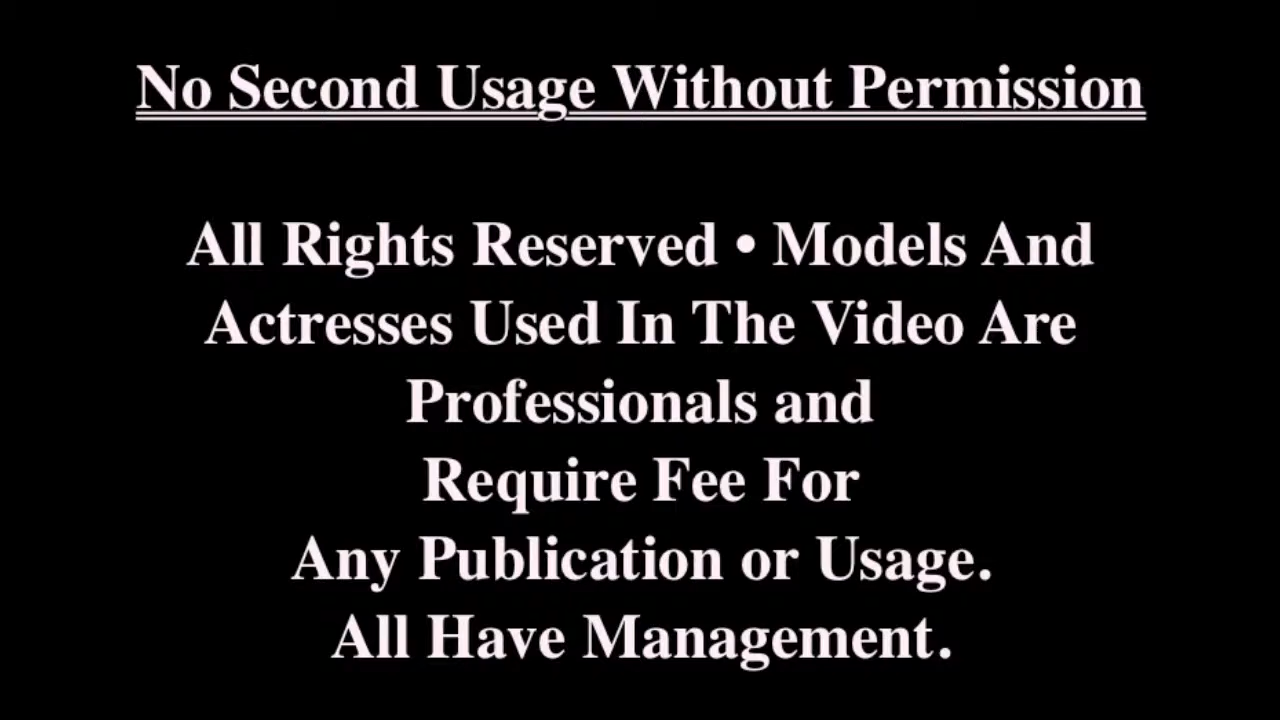 No Second Usage Without Permission
All Rights Reserved • Models And
Actresses Used In The Video Are
Professionals and
Require Fee For
Any Publication or Usage.
All Have Management.